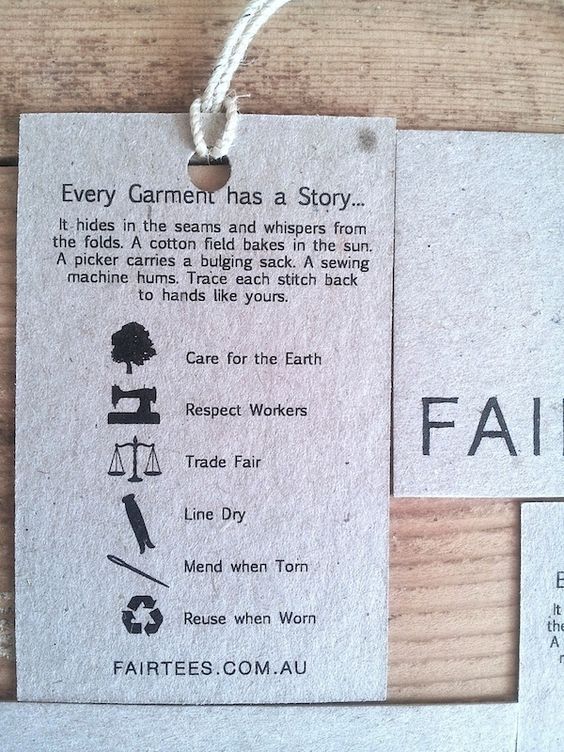 Every Garment has a Story...
It hides in the seams and whispers from
the folds. A cotton field bakes in the sun.
A picker carries a bulging sack. A sewing
machine hums. Trace each stitch back
to hands like yours.
Care for the Earth
Respect Workers
Trade Fair
Line Dry
Mend when Torn
Reuse when Worn
FAIRTEES.COM.AU
FAI
E
It
the
A